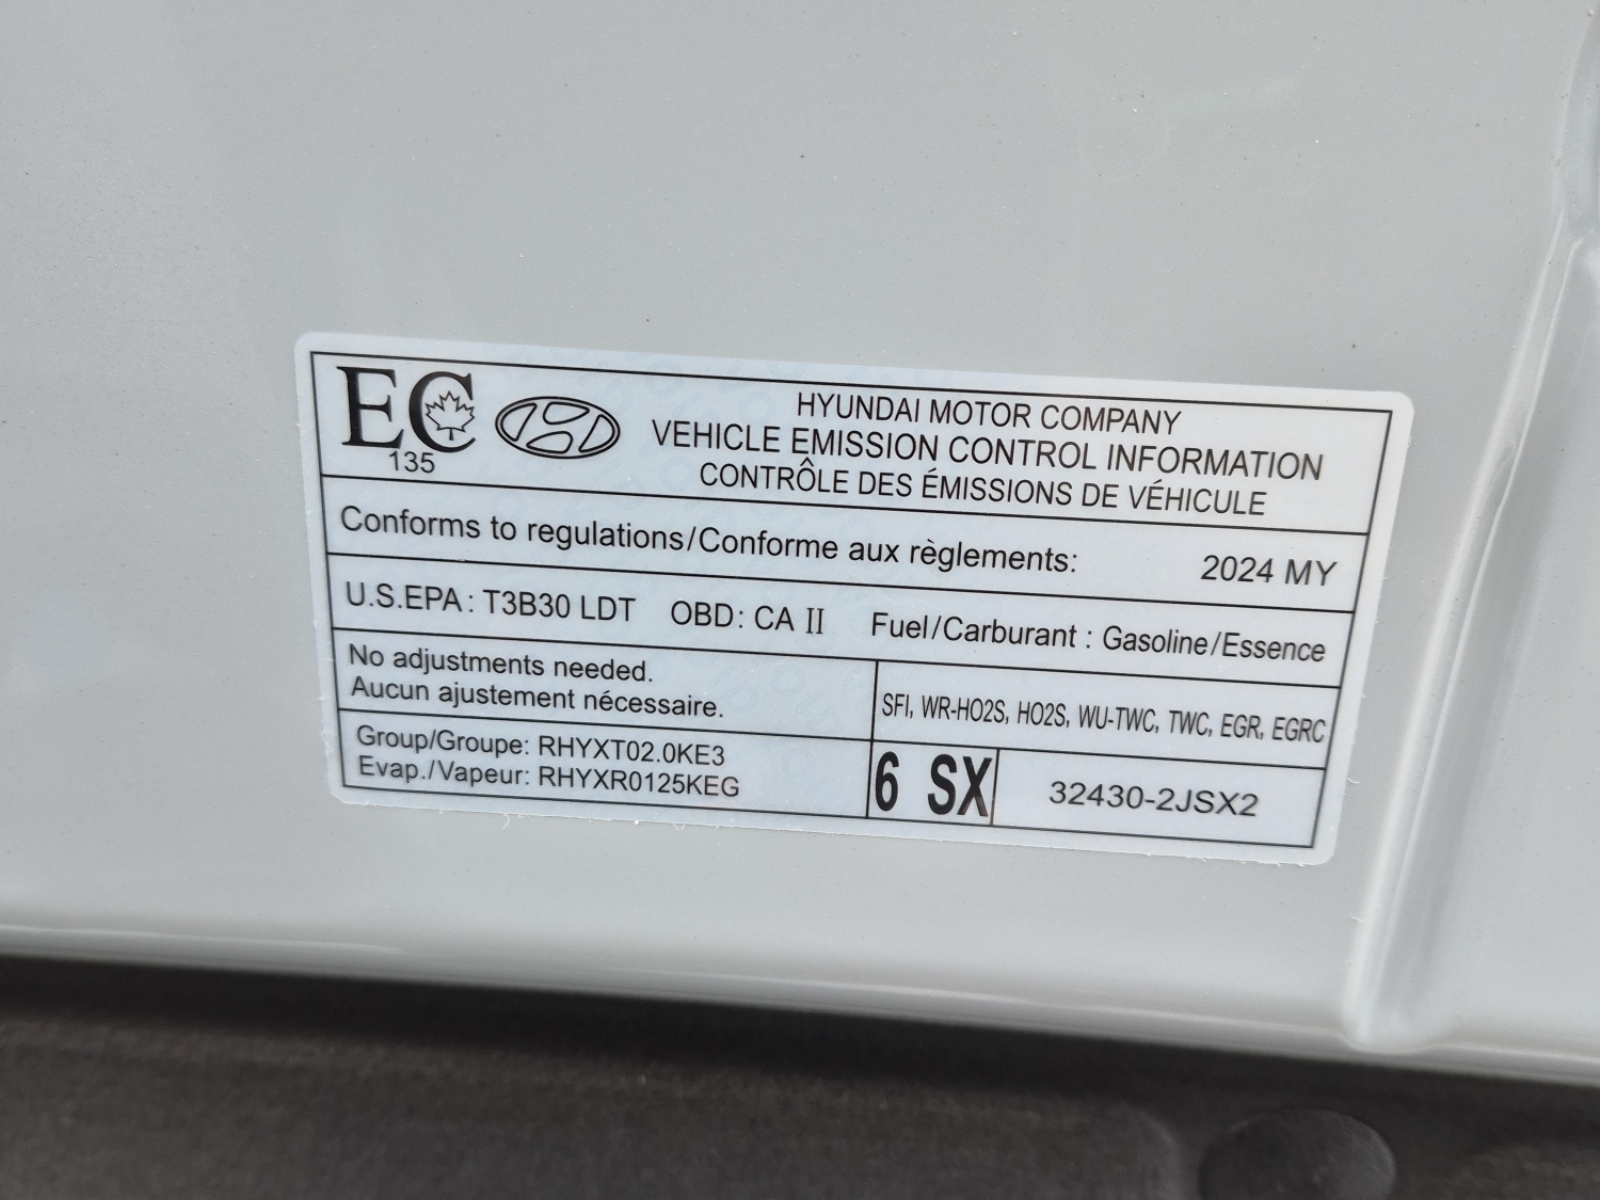 EC
135
HYUNDAI MOTOR COMPANY
VEHICLE EMISSION CONTROL INFORMATION
CONTRÔLE DES ÉMISSIONS DE VÉHICULE
Conforms to regulations/Conforme aux règlements: 2024 MY
U.S.EPA : T3B30 LDT OBD: CA II Fuel/Carburant : Gasoline/Essence
No adjustments needed.
Aucun ajustement nécessaire.
SFI, WR-HO2S, HO2S, WU-TWC, TWC, EGR, EGRC
Group/Groupe: RHYXT02.0KE3
Evap./Vapeur: RHYXR0125KEG
6 SX
32430-2JSX2